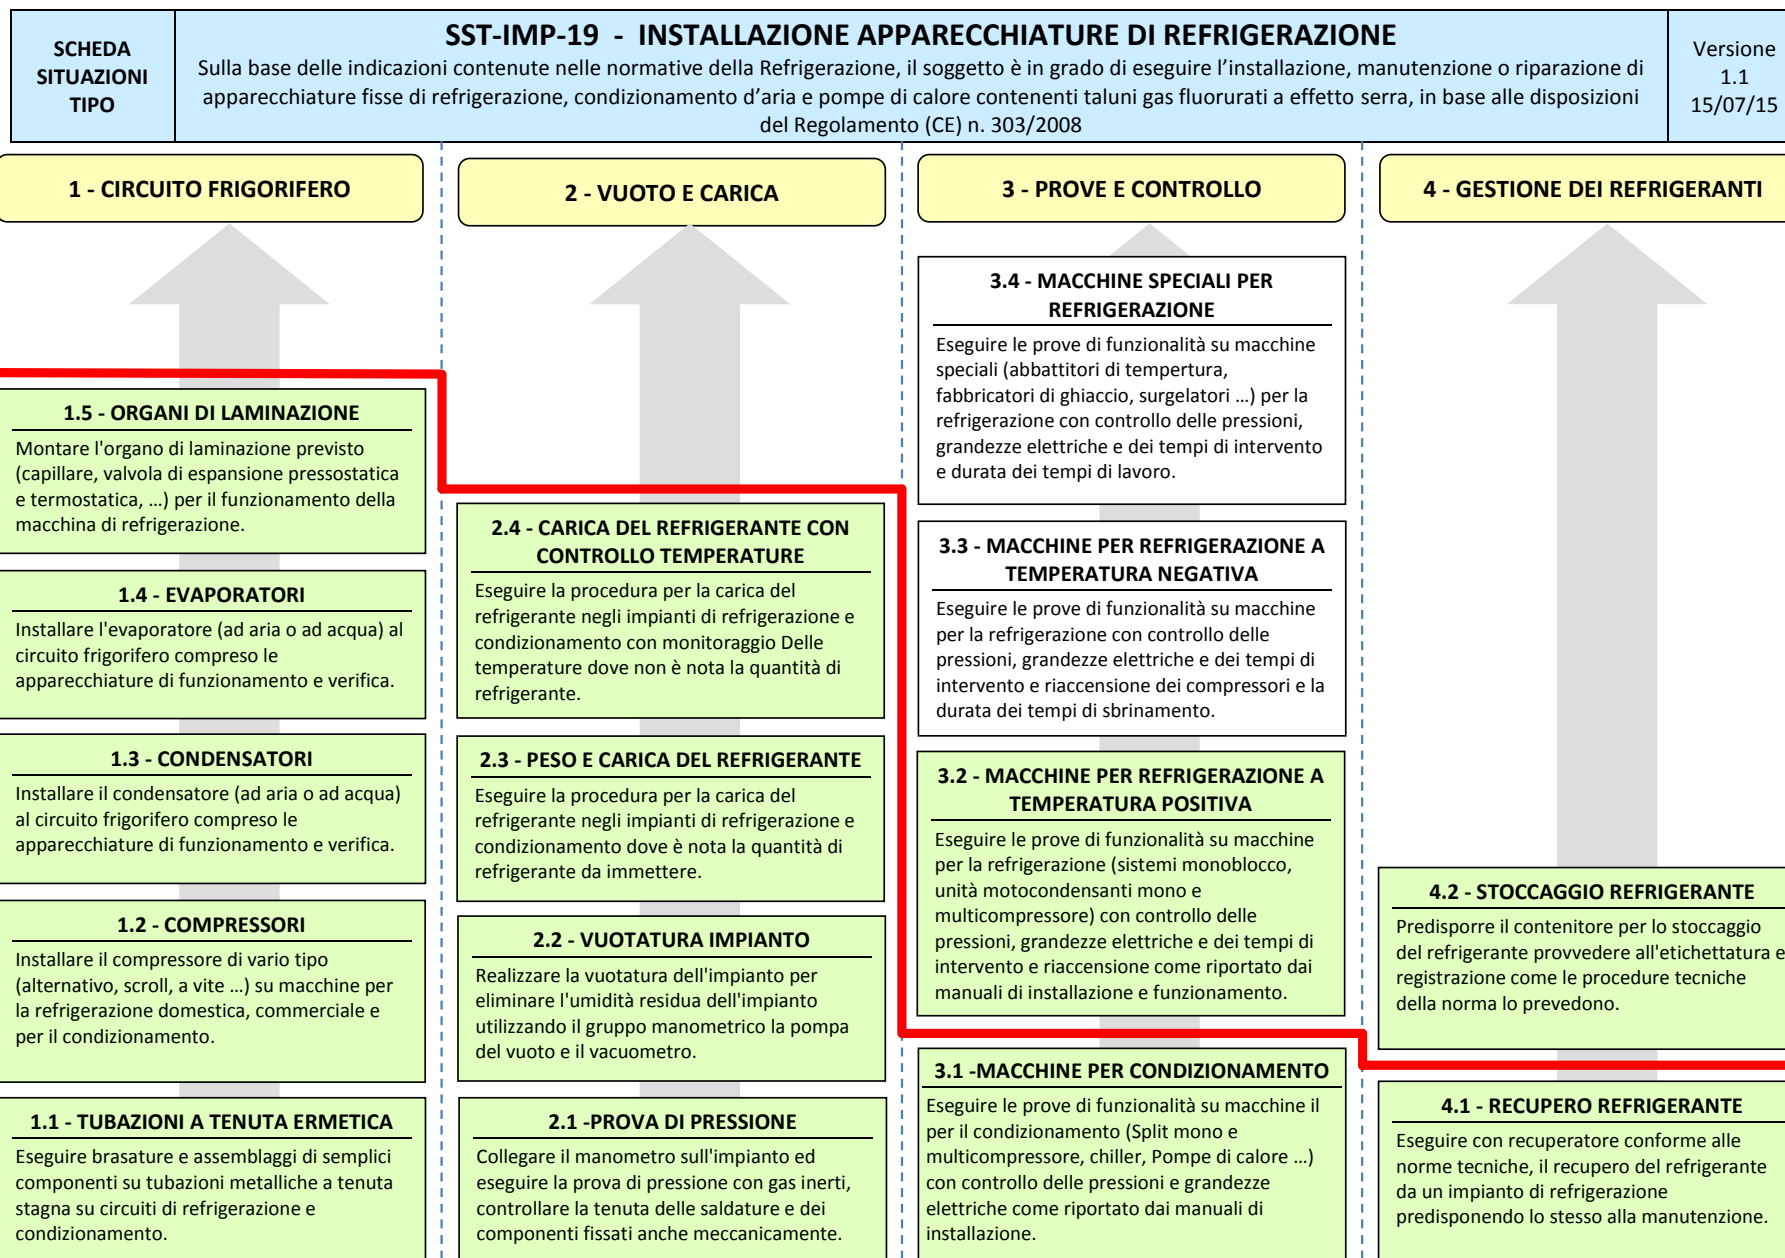 SCHEDA
SITUAZIONI
TIPO
SST-IMP-19 - INSTALLAZIONE APPARECCHIATURE DI REFRIGERAZIONE
Sulla base delle indicazioni contenute nelle normative della Refrigerazione, il soggetto è in grado di eseguire l'installazione, manutenzione o riparazione di
apparecchiature fisse di refrigerazione, condizionamento d'aria e pompe di calore contenenti taluni gas fluorurati a effetto serra, in base alle disposizioni
del Regolamento (CE) n. 303/2008
Versione
1.1
15/07/15
1 - CIRCUITO FRIGORIFERO
1.5 - ORGANI DI LAMINAZIONE
Montare l'organo di laminazione previsto
(capillare, valvola di espansione pressostatica
e termostatica, …) per il funzionamento della
macchina di refrigerazione.
1.4 - EVAPORATORI
Installare l'evaporatore (ad aria o ad acqua) al
circuito frigorifero compreso le
apparecchiature di funzionamento e verifica.
1.3 - CONDENSATORI
Installare il condensatore (ad aria o ad acqua)
al circuito frigorifero compreso le
apparecchiature di funzionamento e verifica.
1.2 - COMPRESSORI
Installare il compressore di vario tipo
(alternativo, scroll, a vite …) su macchine per
la refrigerazione domestica, commerciale e
per il condizionamento.
1.1 - TUBAZIONI A TENUTA ERMETICA
Eseguire brasature e assemblaggi di semplici
componenti su tubazioni metalliche a tenuta
stagna su circuiti di refrigerazione e
condizionamento.
2 - VUOTO E CARICA
2.4 - CARICA DEL REFRIGERANTE CON
CONTROLLO TEMPERATURE
Eseguire la procedura per la carica del
refrigerante negli impianti di refrigerazione e
condizionamento con monitoraggio Delle
temperature dove non è nota la quantità di
refrigerante.
2.3 - PESO E CARICA DEL REFRIGERANTE
Eseguire la procedura per la carica del
refrigerante negli impianti di refrigerazione e
condizionamento dove è nota la quantità di
refrigerante da immettere.
2.2 - VUOTATURA IMPIANTO
Realizzare la vuotatura dell'impianto per
eliminare l'umidità residua dell'impianto
utilizzando il gruppo manometrico la pompa
del vuoto e il vacuometro.
2.1 -PROVA DI PRESSIONE
Collegare il manometro sull'impianto ed
eseguire la prova di pressione con gas inerti,
controllare la tenuta delle saldature e dei
componenti fissati anche meccanicamente.
3 - PROVE E CONTROLLO
3.4 - MACCHINE SPECIALI PER
REFRIGERAZIONE
Eseguire le prove di funzionalità su macchine
speciali (abbattitori di tempertura,
fabbricatori di ghiaccio, surgelatori …) per la
refrigerazione con controllo delle pressioni,
grandezze elettriche e dei tempi di intervento
e durata dei tempi di lavoro.
3.3 - MACCHINE PER REFRIGERAZIONE A
TEMPERATURA NEGATIVA
Eseguire le prove di funzionalità su macchine
per la refrigerazione con controllo delle
pressioni, grandezze elettriche e dei tempi di
intervento e riaccensione dei compressori e la
durata dei tempi di sbrinamento.
3.2 - MACCHINE PER REFRIGERAZIONE A
TEMPERATURA POSITIVA
Eseguire le prove di funzionalità su macchine
per la refrigerazione (sistemi monoblocco,
unità motocondensanti mono e
multicompressore) con controllo delle
pressioni, grandezze elettriche e dei tempi di
intervento e riaccensione come riportato dai
manuali di installazione e funzionamento.
3.1 -MACCHINE PER CONDIZIONAMENTO
Eseguire le prove di funzionalità su macchine il
per il condizionamento (Split mono e
multicompressore, chiller, Pompe di calore …)
con controllo delle pressioni e grandezze
elettriche come riportato dai manuali di
installazione.
4 - GESTIONE DEI REFRIGERANTI
4.2 - STOCCAGGIO REFRIGERANTE
Predisporre il contenitore per lo stoccaggio
del refrigerante provvedere all'etichettatura e
registrazione come le procedure tecniche
della norma lo prevedono.
4.1 - RECUPERO REFRIGERANTE
Eseguire con recuperatore conforme alle
norme tecniche, il recupero del refrigerante
da un impianto di refrigerazione
predisponendo lo stesso alla manutenzione.